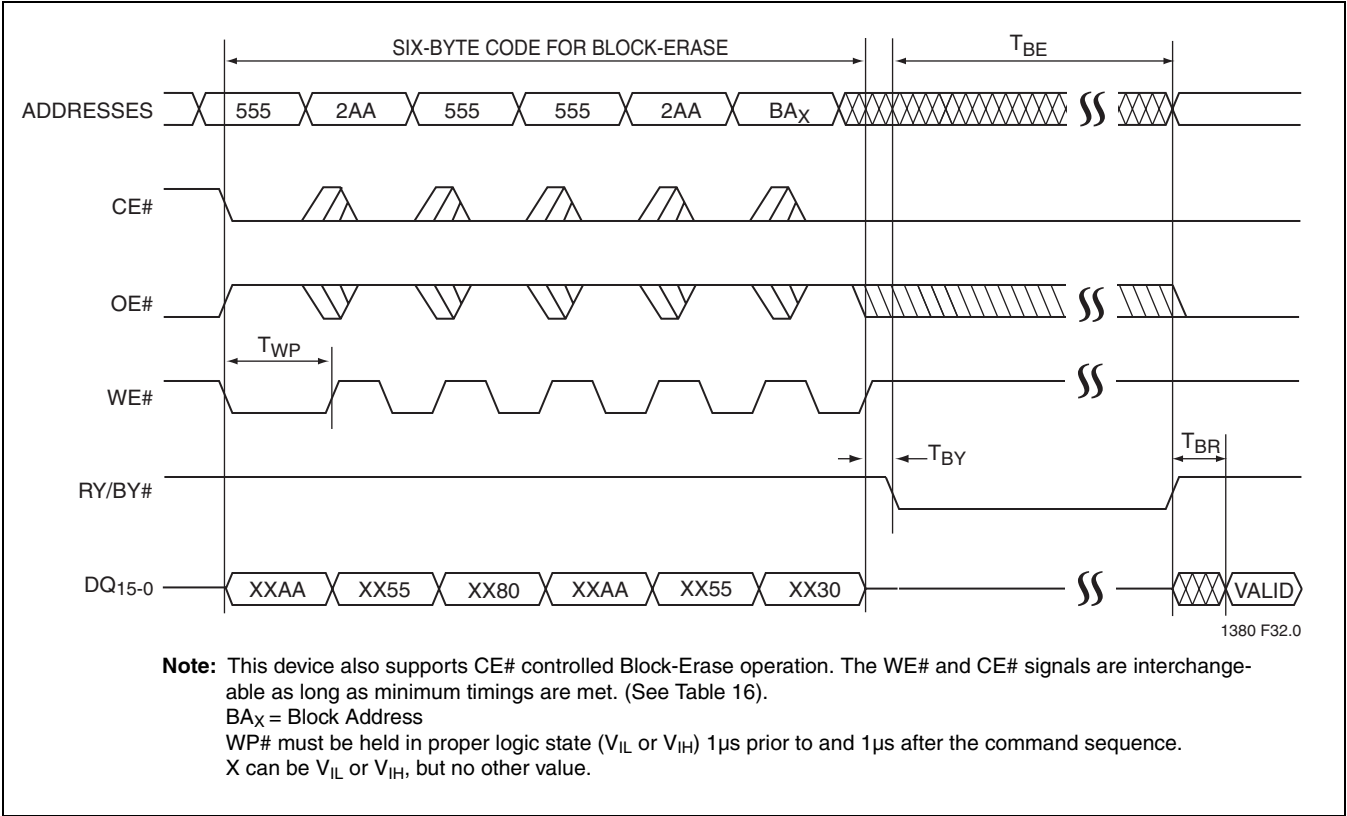 SIX-BYTE CODE FOR BLOCK-ERASE
TBE
ADDRESSES 555 2AA 555 555 2AA BAX
CE#
OE#
TWP
WE#
TBR
TBY
RY/BY#
DQ15-0 XXAA XX55 XX80 XXAA XX55 XX30 VALID
1380 F32.0
Note: This device also supports CE# controlled Block-Erase operation. The WE# and CE# signals are interchange-
able as long as minimum timings are met. (See Table 16).
BAX = Block Address
WP# must be held in proper logic state (VIL or VIH) 1µs prior to and 1µs after the command sequence.
X can be VIL or VIH, but no other value.